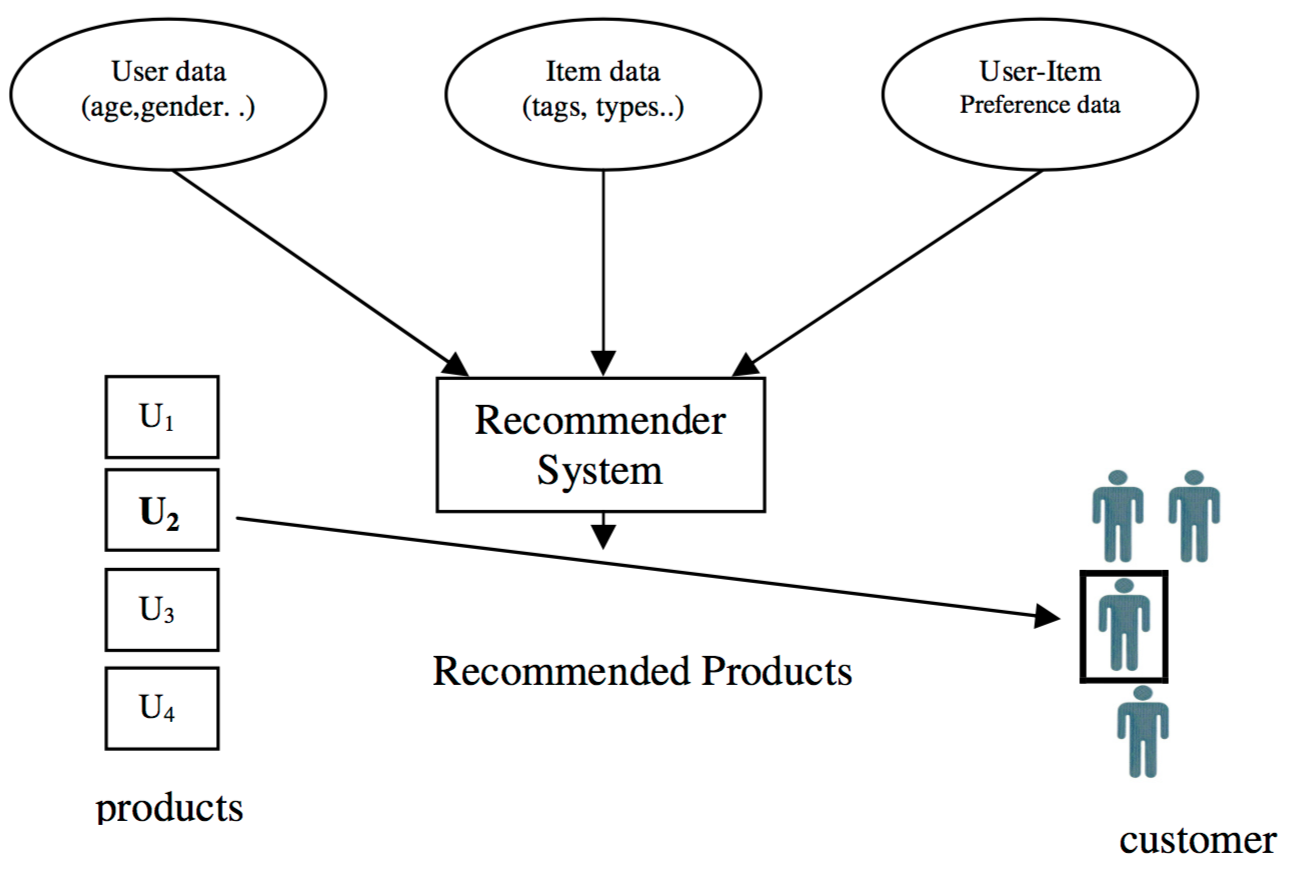 User data
(age,gender. .)
Item data
(tags, types..)
User-Item
Preference data
Recommender
System
U₁
U₂
U₃
U₄
Recommended Products
products
customer